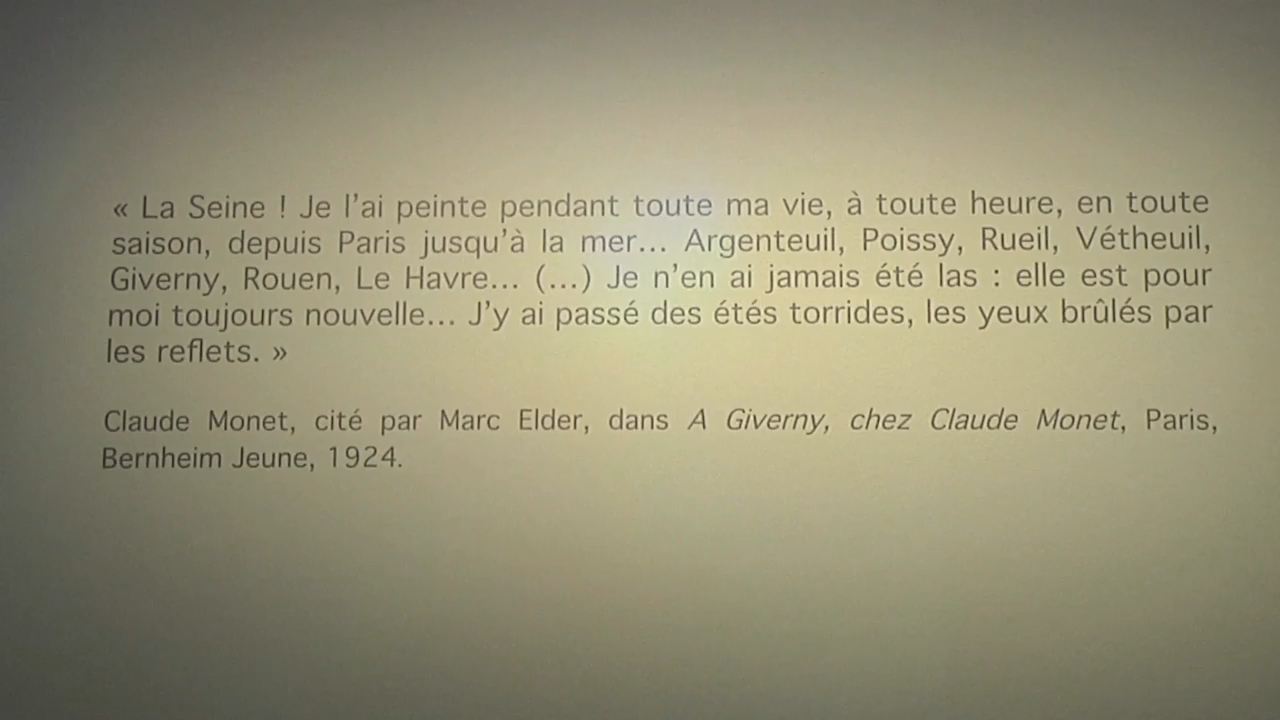 « La Seine ! Je l'ai peinte pendant toute ma vie, à toute heure, en toute
saison, depuis Paris jusqu'à la mer... Argenteuil, Poissy, Rueil, Vétheuil,
Giverny, Rouen, Le Havre... (...) Je n'en ai jamais été las : elle est pour
moi toujours nouvelle... J'y ai passé des étés torrides, les yeux brûlés par
les reflets. »
Claude Monet, cité par Marc Elder, dans A Giverny, chez Claude Monet, Paris,
Bernheim Jeune, 1924.